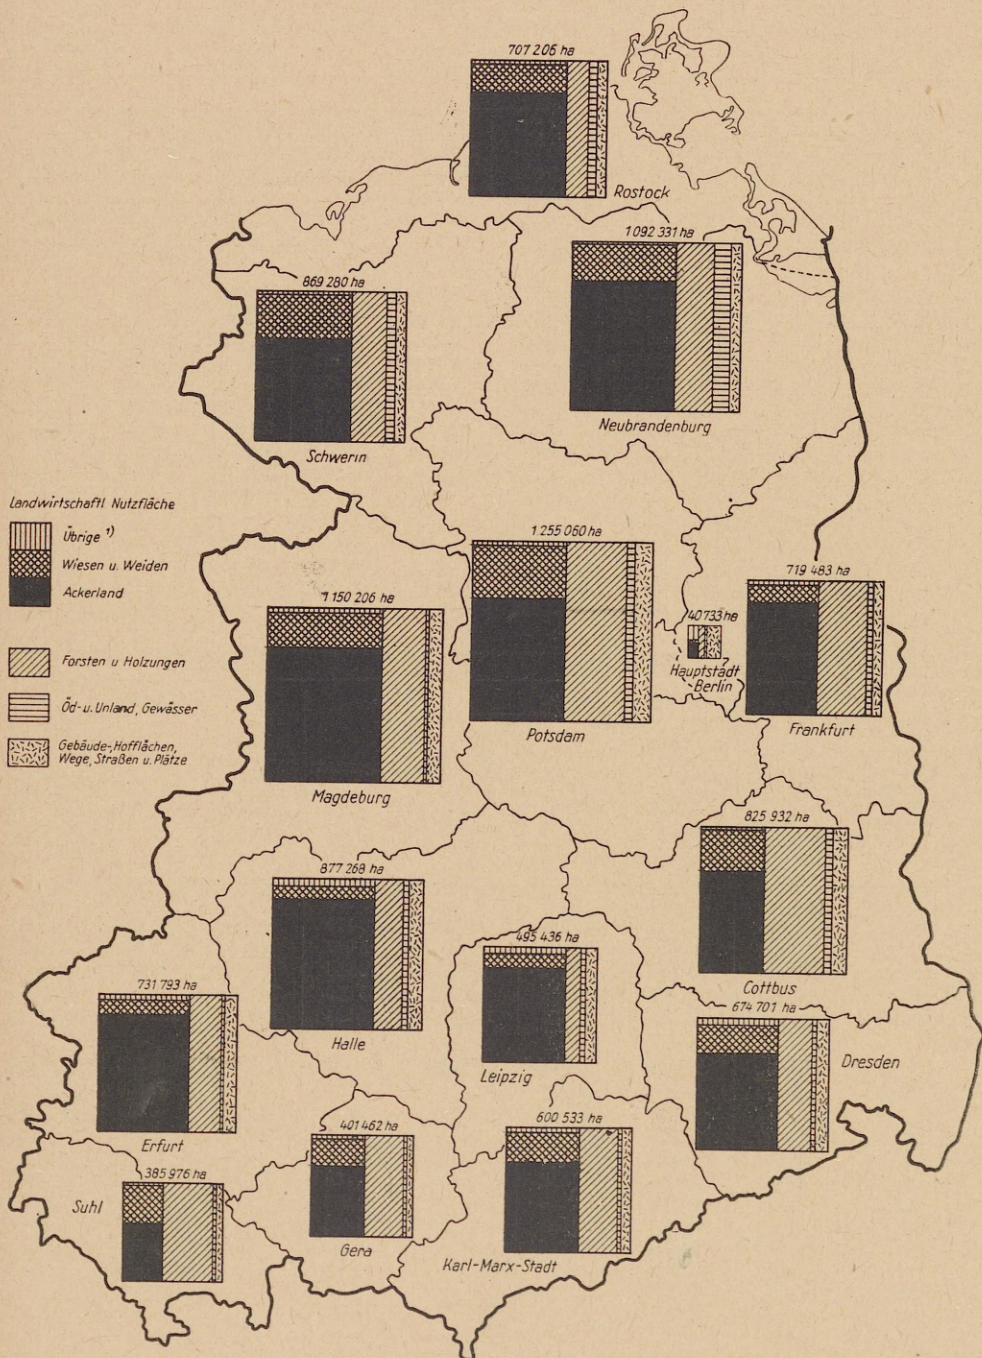 707 206 ha
Rostock
1 092 331 ha
Neubrandenburg
869 280 ha
Schwerin
Landwirtschaftl Nutzfläche
Übrige 1)
Wiesen u. Weiden
Ackerland
Forsten u Holzungen
Öd-u. Unland, Gewässer
Gebäude-, Hofflächen,
Wege, Straßen u. Plätze
1 255 060 ha
Potsdam
719 483 ha
Frankfurt
40 733 ha
Hauptstadt
Berlin
1 150 206 ha
Magdeburg
825 932 ha
Cottbus
877 268 ha
Halle
495 436 ha
Leipzig
731 793 ha
Erfurt
674 701 ha
Dresden
401 462 ha
Gera
600 533 ha
Karl-Marx-Stadt
385 976 ha
Suhl